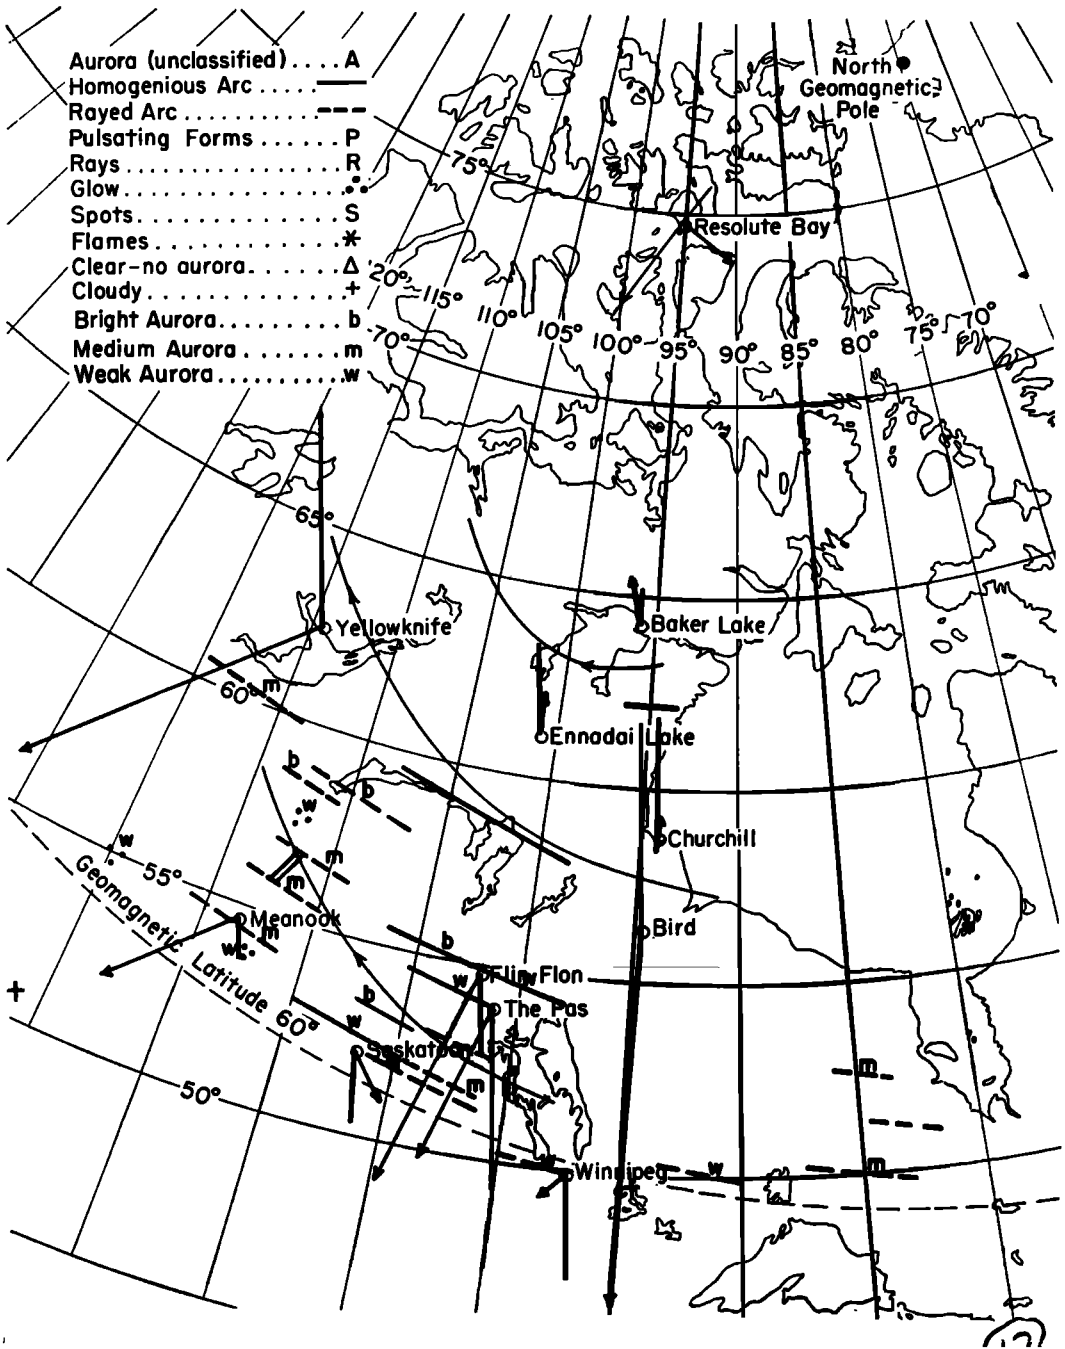 Aurora (unclassified) .... A
Homogenious Arc ..... ——
Rayed Arc ........... ---
Pulsating Forms ...... P
Rays ................ R
Glow ................ ∴
Spots ............... S
Flames .............. *
Clear-no aurora ...... Δ
Cloudy .............. +
Bright Aurora ........ b
Medium Aurora ....... m
Weak Aurora .......... w
North
Geomagnetic
Pole
75°
Resolute Bay
120° 115° 110° 105° 100° 95° 90° 85° 80° 75° 70°
70°
65°
Yellowknife
Baker Lake
60°
m
Ennadai Lake
b
b
w
Churchill
w
m
55°
m
Meanook
m
w
Bird
b
Flin Flon
w
w
b
The Pas
w
Geomagnetic Latitude 60°
+
Saskatoon
m
50°
m
w
Winnipeg
w
m